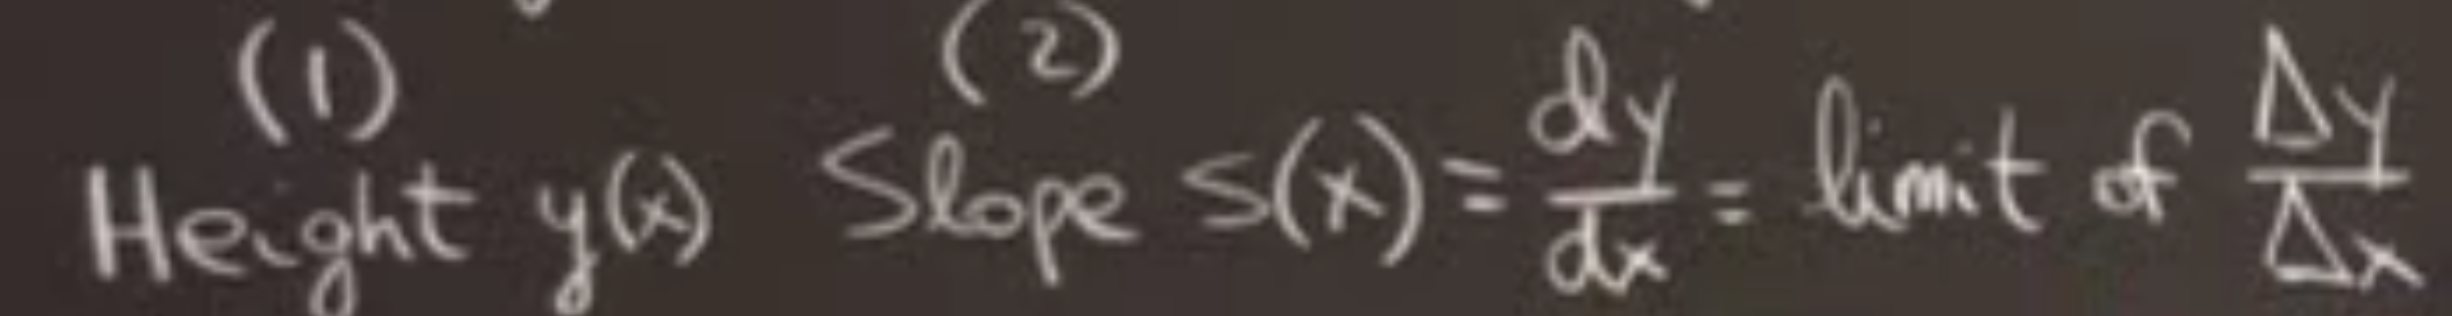 (1) (2)
Height y(x) Slope s(x) = dy/dx = limit of Δy/Δx